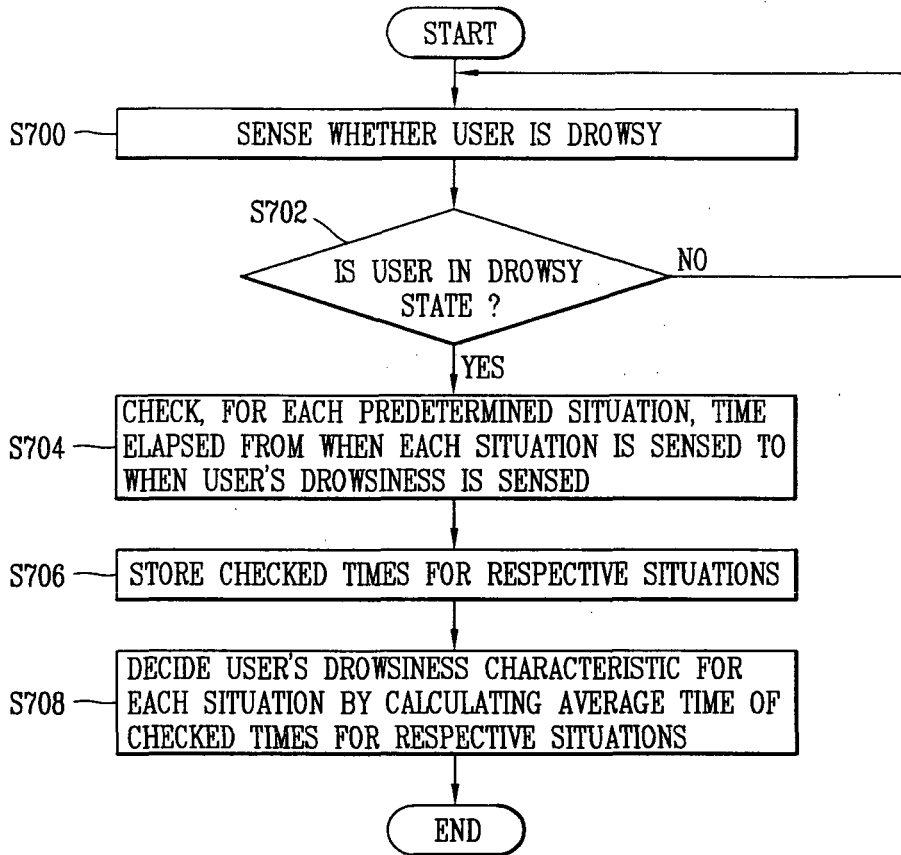 START
S700
SENSE WHETHER USER IS DROWSY
S702
IS USER IN DROWSY
STATE ?
NO
YES
S704
CHECK, FOR EACH PREDETERMINED SITUATION, TIME
ELAPSED FROM WHEN EACH SITUATION IS SENSED TO
WHEN USER'S DROWSINESS IS SENSED
S706
STORE CHECKED TIMES FOR RESPECTIVE SITUATIONS
S708
DECIDE USER'S DROWSINESS CHARACTERISTIC FOR
EACH SITUATION BY CALCULATING AVERAGE TIME OF
CHECKED TIMES FOR RESPECTIVE SITUATIONS
END